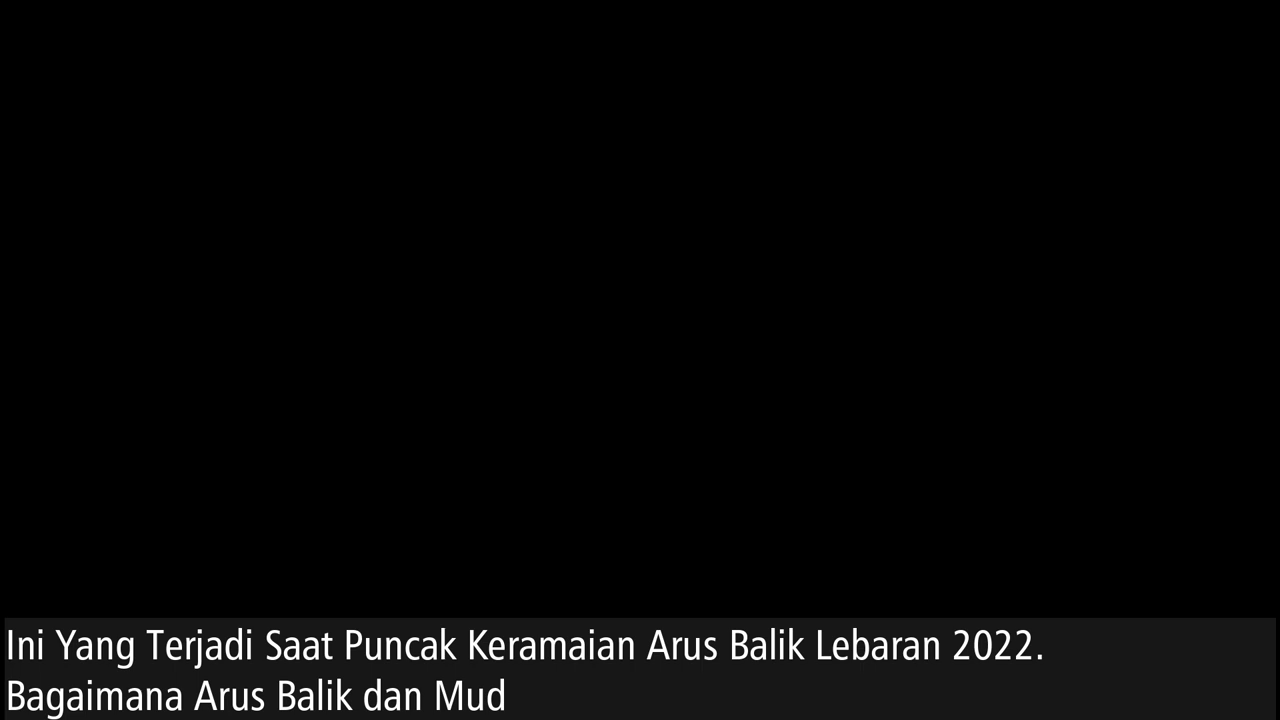 Ini Yang Terjadi Saat Puncak Keramaian Arus Balik Lebaran 2022.
Bagaimana Arus Balik dan Mud